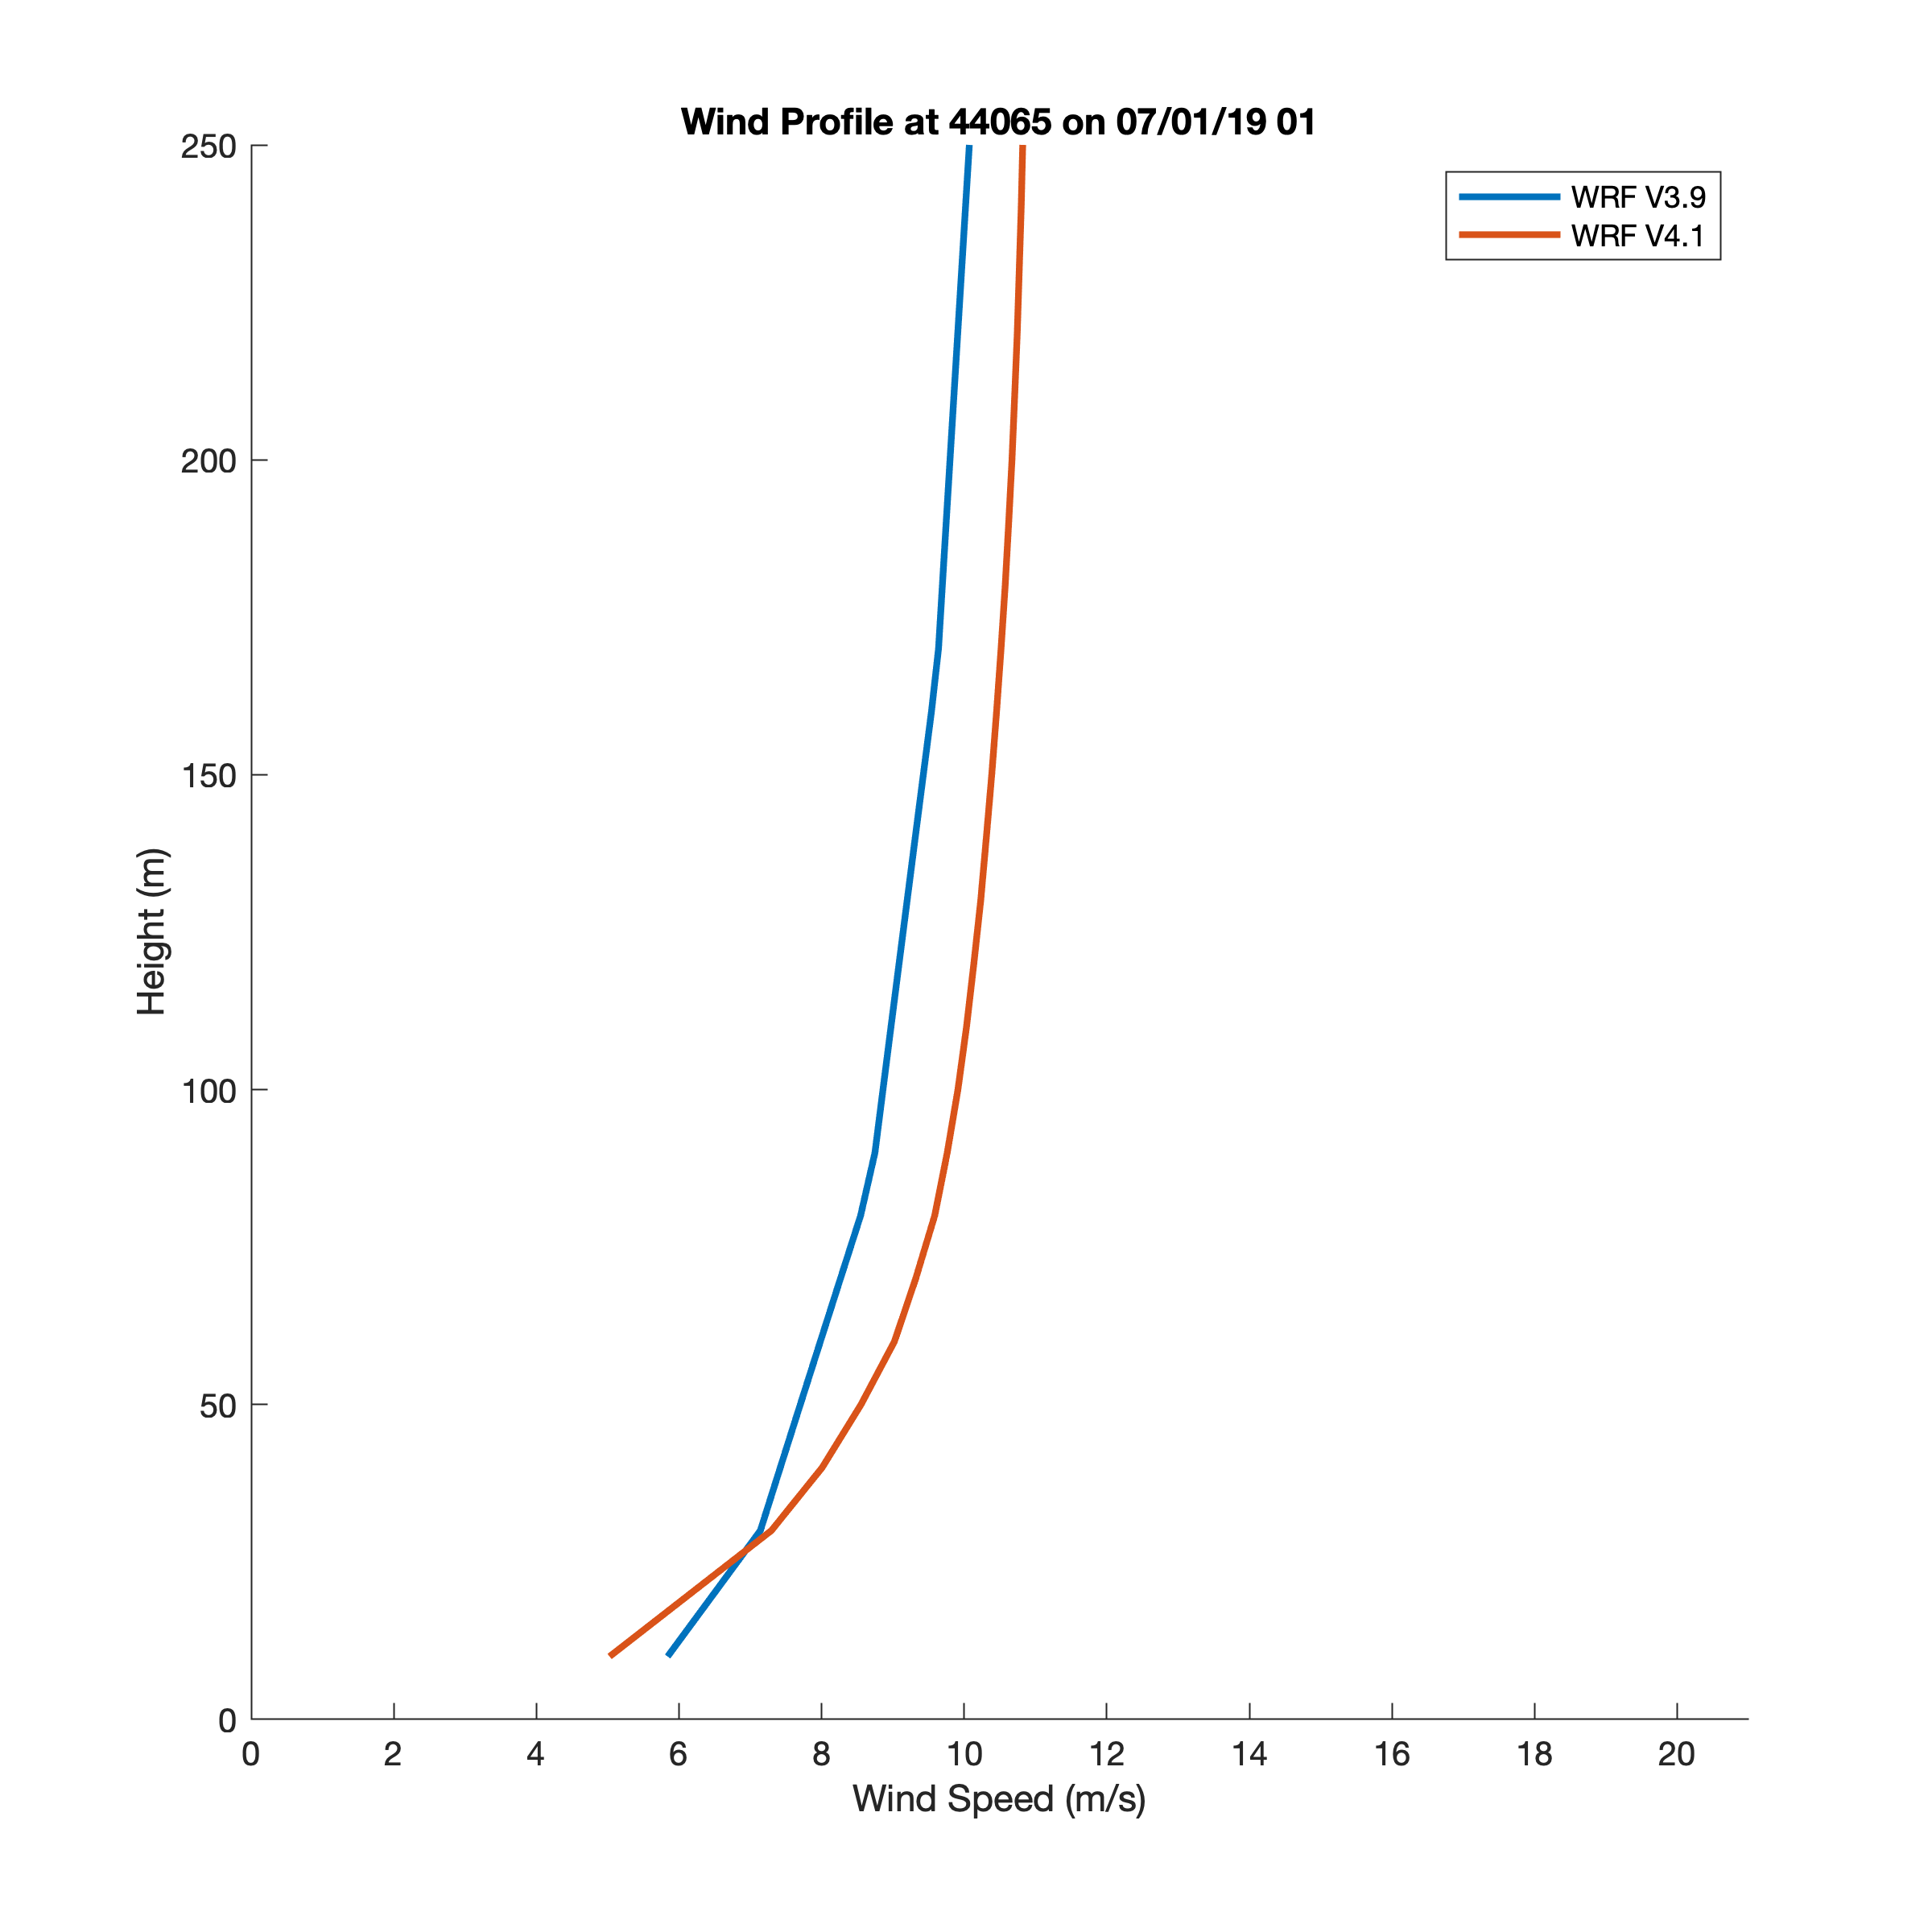 Wind Profile at 44065 on 07/01/19 01
WRF V3.9
WRF V4.1
250
200
150
100
50
0
Height (m)
0 2 4 6 8 10 12 14 16 18 20
Wind Speed (m/s)